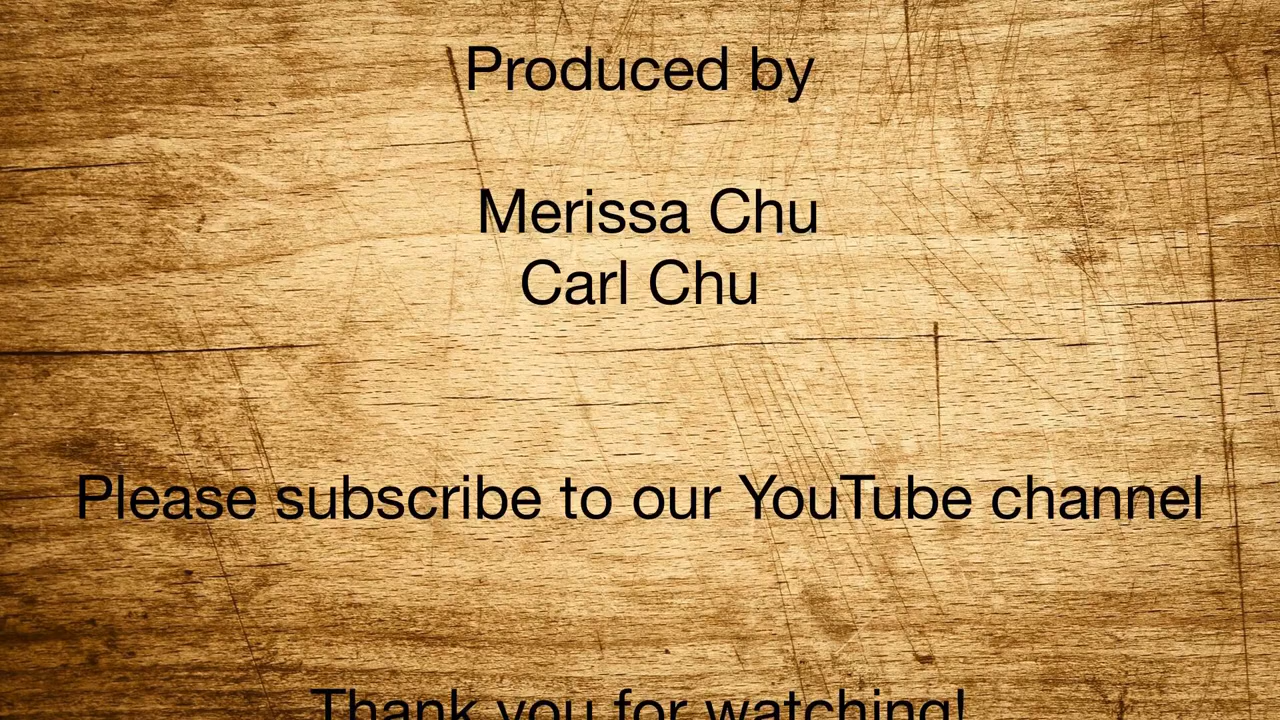 Produced by
Merissa Chu
Carl Chu
Please subscribe to our YouTube channel
Thank you for watching!